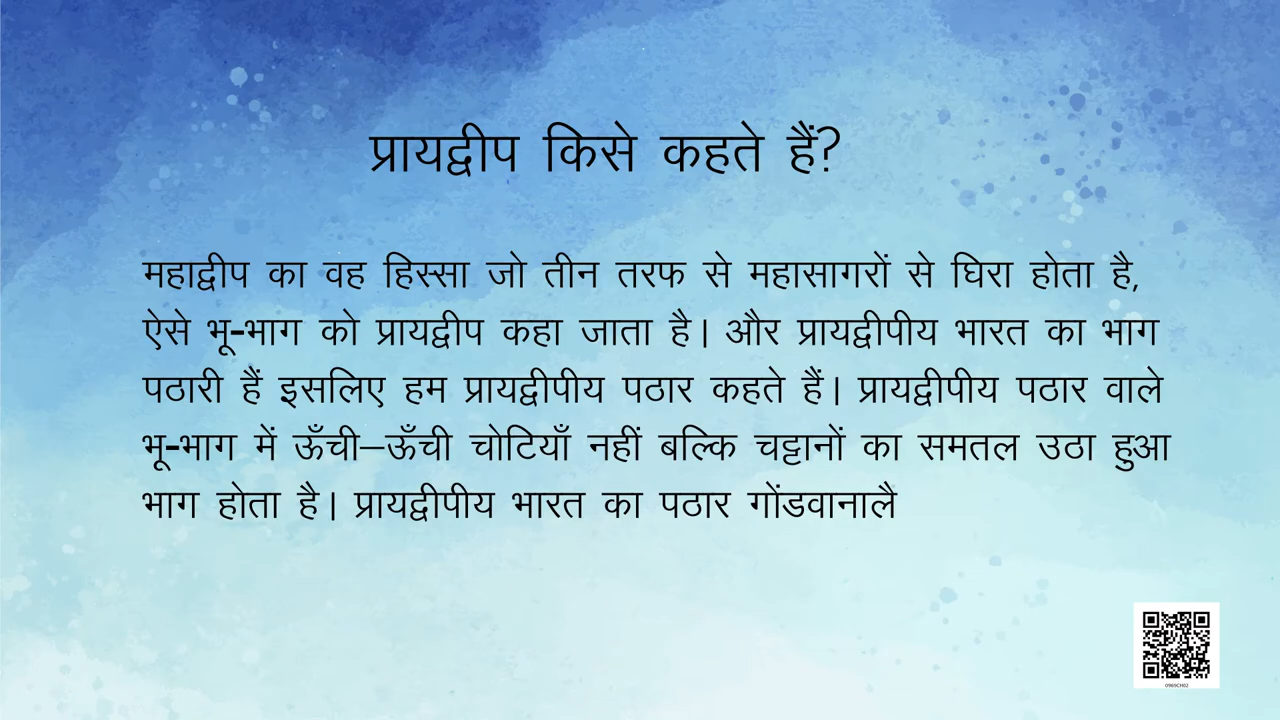 प्रायद्वीप किसे कहते हैं?
महाद्वीप का वह हिस्सा जो तीन तरफ से महासागरों से घिरा होता है,
ऐसे भू-भाग को प्रायद्वीप कहा जाता है। और प्रायद्वीपीय भारत का भाग
पठारी हैं इसलिए हम प्रायद्वीपीय पठार कहते हैं। प्रायद्वीपीय पठार वाले
भू-भाग में ऊँची–ऊँची चोटियाँ नहीं बल्कि चट्टानों का समतल उठा हुआ
भाग होता है। प्रायद्वीपीय भारत का पठार गोंडवानालै
0969CH02